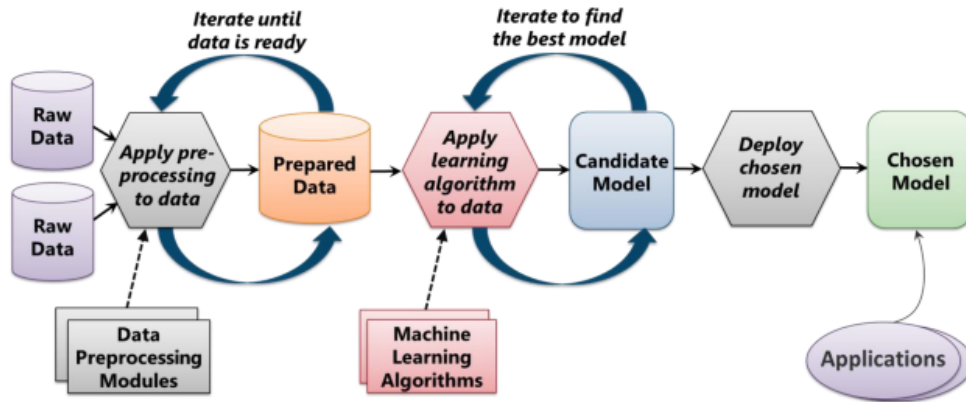 Iterate until
data is ready
Iterate to find
the best model
Raw
Data
Raw
Data
Apply pre-
processing
to data
Prepared
Data
Apply
learning
algorithm
to data
Candidate
Model
Deploy
chosen
model
Chosen
Model
Data
Preprocessing
Modules
Machine
Learning
Algorithms
Applications